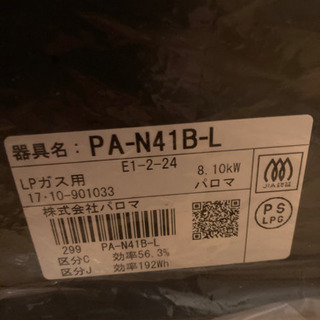 器具名: PA-N41B-L
E1-2-24
LPガス用
8.10kW
17・10-901033
パロマ
JIA認証
株式会社パロマ
PS
LPG
299 PA-N41B-L
区分C 効率56.3%
区分J 効率192Wh